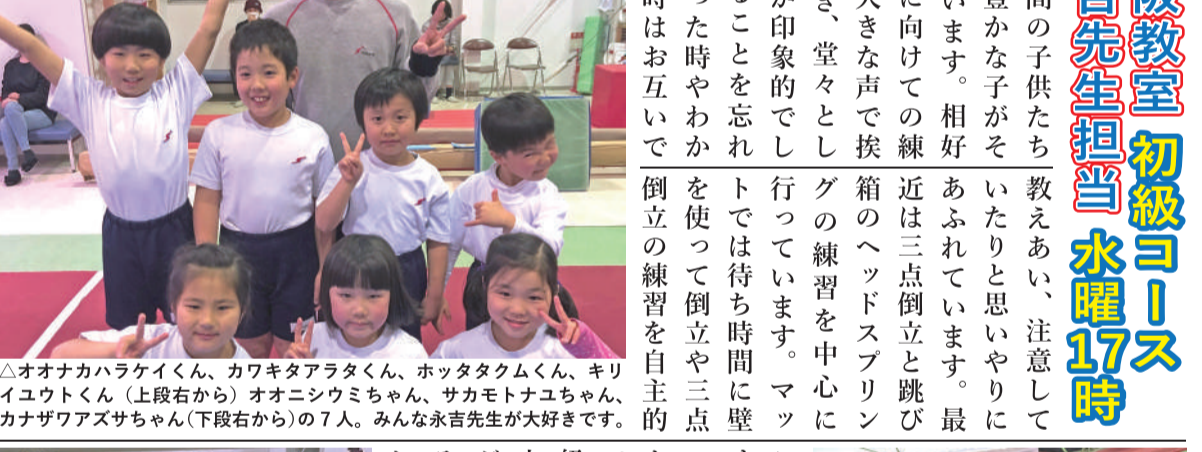 阪教室 初級コース
吉先生担当 水曜17時
間の子供たち
豊かな子がそ
います。相好
に向けての練
大きな声で挨
き、堂々とし
が印象的でし
ることを忘れ
った時やわか
時はお互いで
教えあい、注意して
いたりと思いやりに
あふれています。最
近は三点倒立と跳び
箱のヘッドスプリン
グの練習を中心に
行っています。マッ
トでは待ち時間に壁
を使って倒立や三点
倒立の練習を自主的
△オオナカハラケイくん、カワキタアラタくん、ホッタタクムくん、キリ
イユウトくん（上段右から）オオニシウミちゃん、サカモトナユちゃん、
カナザワアズサちゃん(下段右から)の７人。みんな永吉先生が大好きです。